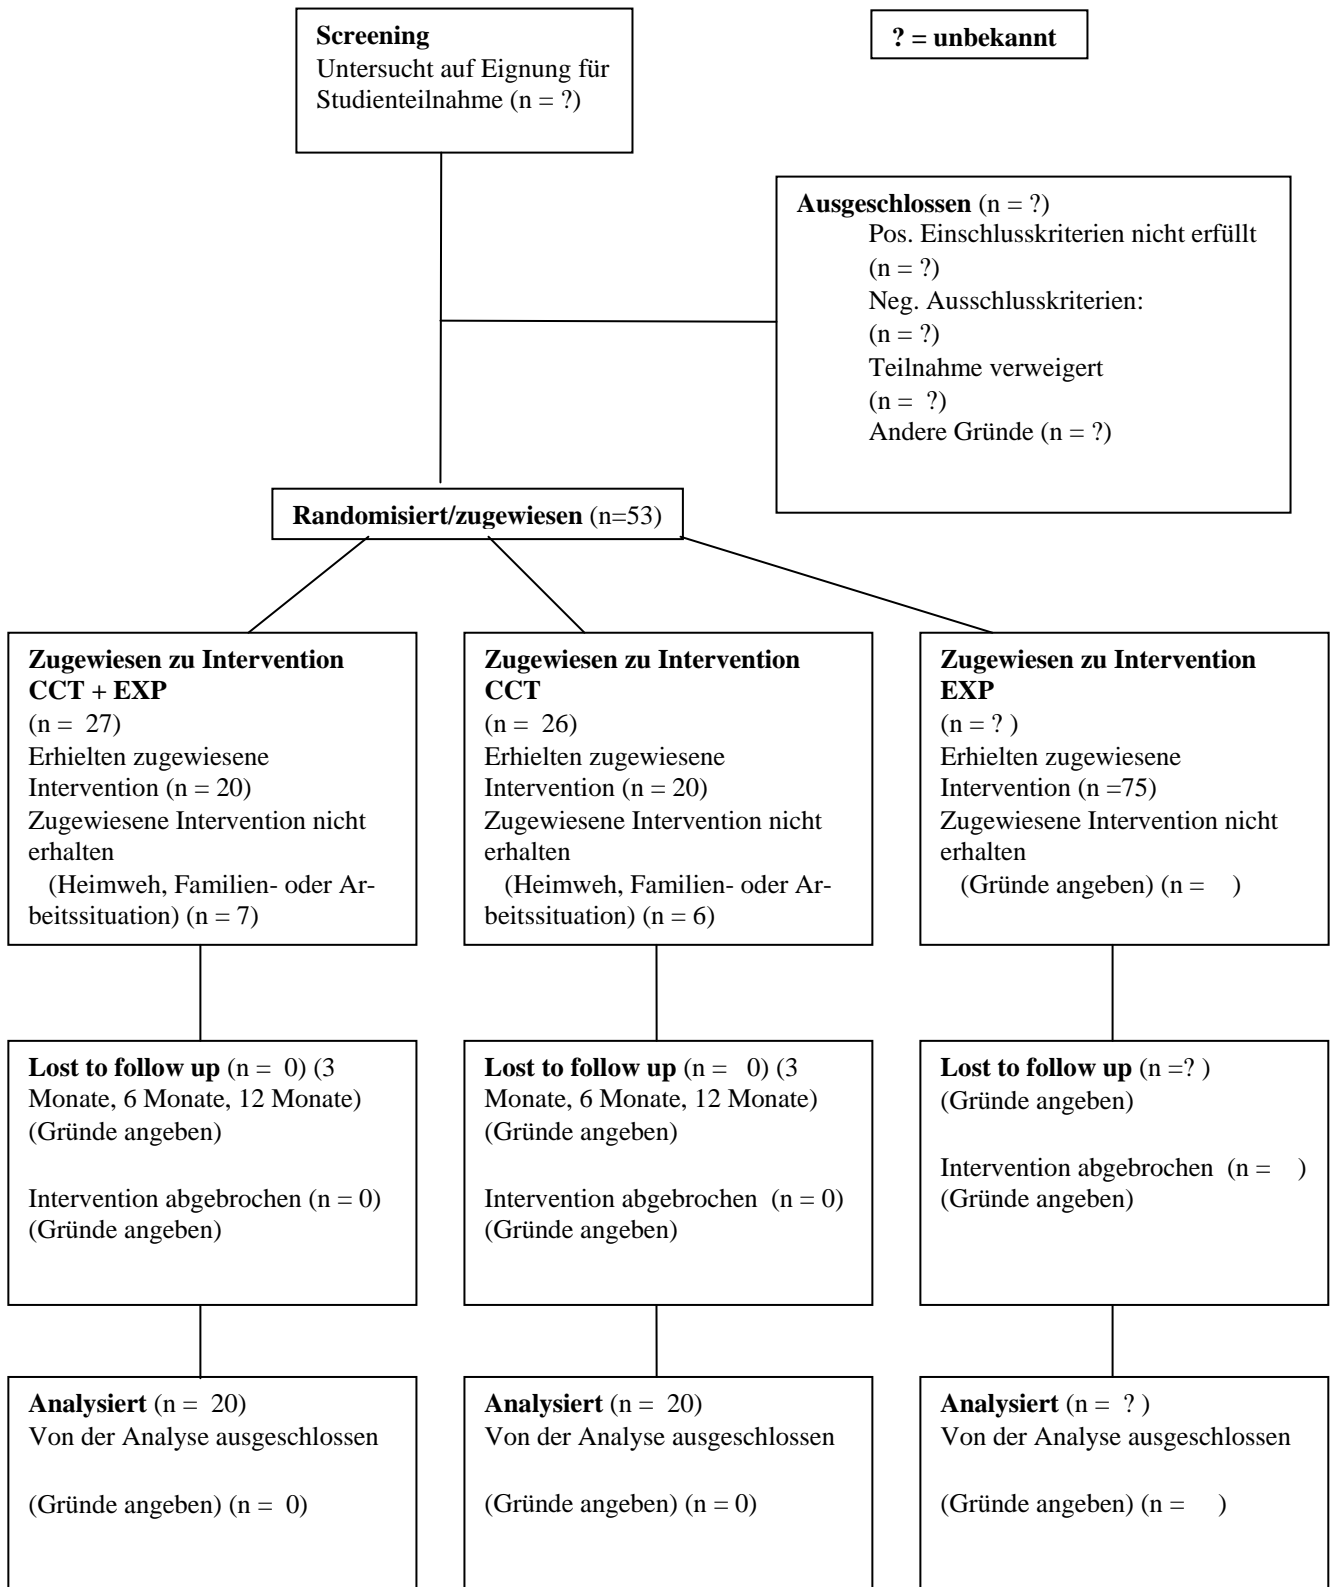 Screening
Untersucht auf Eignung für
Studienteilnahme (n = ?)
? = unbekannt
Ausgeschlossen (n = ?)
Pos. Einschlusskriterien nicht erfüllt
(n = ?)
Neg. Ausschlusskriterien:
(n = ?)
Teilnahme verweigert
(n = ?)
Andere Gründe (n = ?)
Randomisiert/zugewiesen (n=53)
Zugewiesen zu Intervention
CCT + EXP
(n = 27)
Erhielten zugewiesene
Intervention (n = 20)
Zugewiesene Intervention nicht
erhalten
(Heimweh, Familien- oder Ar-
beitssituation) (n = 7)
Zugewiesen zu Intervention
CCT
(n = 26)
Erhielten zugewiesene
Intervention (n = 20)
Zugewiesene Intervention nicht
erhalten
(Heimweh, Familien- oder Ar-
beitssituation) (n = 6)
Zugewiesen zu Intervention
EXP
(n = ? )
Erhielten zugewiesene
Intervention (n =75)
Zugewiesene Intervention nicht
erhalten
(Gründe angeben) (n = )
Lost to follow up (n = 0) (3
Monate, 6 Monate, 12 Monate)
(Gründe angeben)
Intervention abgebrochen (n = 0)
(Gründe angeben)
Lost to follow up (n = 0) (3
Monate, 6 Monate, 12 Monate)
(Gründe angeben)
Intervention abgebrochen (n = 0)
(Gründe angeben)
Lost to follow up (n =? )
(Gründe angeben)
Intervention abgebrochen (n = )
(Gründe angeben)
Analysiert (n = 20)
Von der Analyse ausgeschlossen
(Gründe angeben) (n = 0)
Analysiert (n = 20)
Von der Analyse ausgeschlossen
(Gründe angeben) (n = 0)
Analysiert (n = ? )
Von der Analyse ausgeschlossen
(Gründe angeben) (n = )